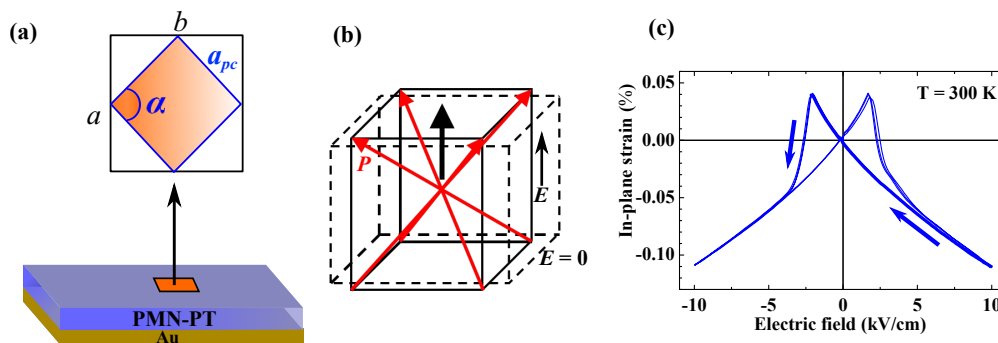 (a)
b
a
a_pc
α
PMN-PT
Au
(b)
P
E
E = 0
(c)
T = 300 K
In-plane strain (%)
0.05
0.00
-0.05
-0.10
-10
-5
0
5
10
Electric field (kV/cm)